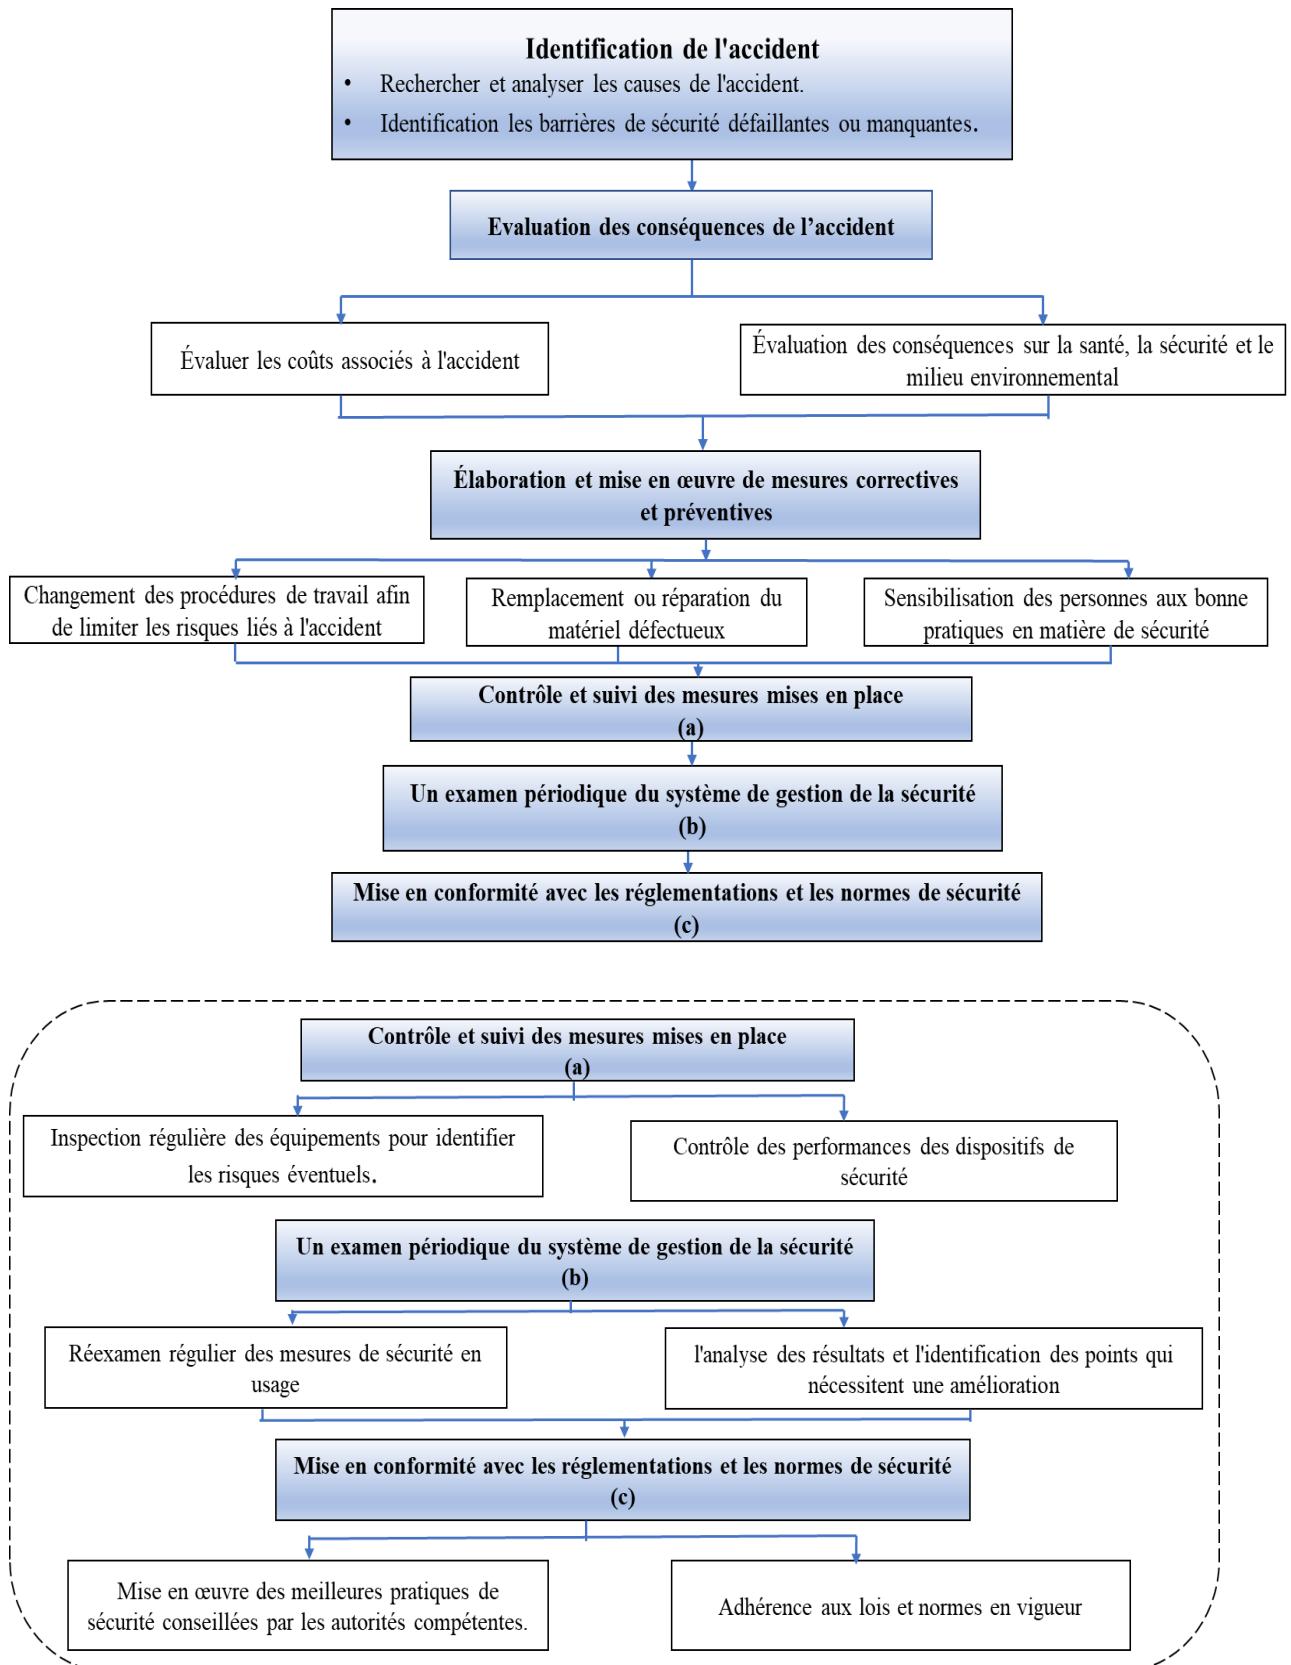 Identification de l'accident
• Rechercher et analyser les causes de l'accident.
• Identification les barrières de sécurité défaillantes ou manquantes.
Evaluation des conséquences de l’accident
Évaluer les coûts associés à l'accident
Évaluation des conséquences sur la santé, la sécurité et le
milieu environnemental
Élaboration et mise en œuvre de mesures correctives
et préventives
Changement des procédures de travail afin
de limiter les risques liés à l'accident
Remplacement ou réparation du
matériel défectueux
Sensibilisation des personnes aux bonne
pratiques en matière de sécurité
Contrôle et suivi des mesures mises en place
(a)
Un examen périodique du système de gestion de la sécurité
(b)
Mise en conformité avec les réglementations et les normes de sécurité
(c)
Contrôle et suivi des mesures mises en place
(a)
Inspection régulière des équipements pour identifier
les risques éventuels.
Contrôle des performances des dispositifs de
sécurité
Un examen périodique du système de gestion de la sécurité
(b)
Réexamen régulier des mesures de sécurité en
usage
l'analyse des résultats et l'identification des points qui
nécessitent une amélioration
Mise en conformité avec les réglementations et les normes de sécurité
(c)
Mise en œuvre des meilleures pratiques de
sécurité conseillées par les autorités compétentes.
Adhérence aux lois et normes en vigueur